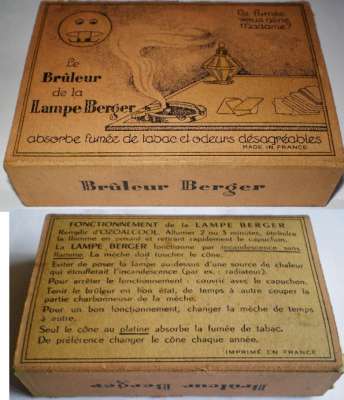 La fumée
vous gêne
Madame?
Le
Brûleur
de la
Lampe Berger
absorbe fumée de tabac et odeurs désagréables
MADE IN FRANCE
Brûleur Berger
FONCTIONNEMENT de la LAMPE BERGER
Remplir d'OZOALCOOL. Allumer 2 ou 3 minutes, éteindre
la flamme en posant et retirant rapidement le capuchon.
La LAMPE BERGER fonctionne par incandescence sans
flamme. La mèche doit toucher le cône.
Eviter de poser la lampe au-dessus d'une source de chaleur
qui étoufferait l'incandescence (par ex. : radiateur).
Pour arrêter le fonctionnement : couvrir avec le capuchon.
Tenir le brûleur en bon état, de temps à autre coupez la
partie charbonneuse de la mèche.
Pour un bon fonctionnement, changer la mèche de temps
à autre.
Seul le cône au platine absorbe la fumée de tabac.
De préférence changer le cône chaque année.
IMPRIMÉ EN FRANCE
Brûleur Berger